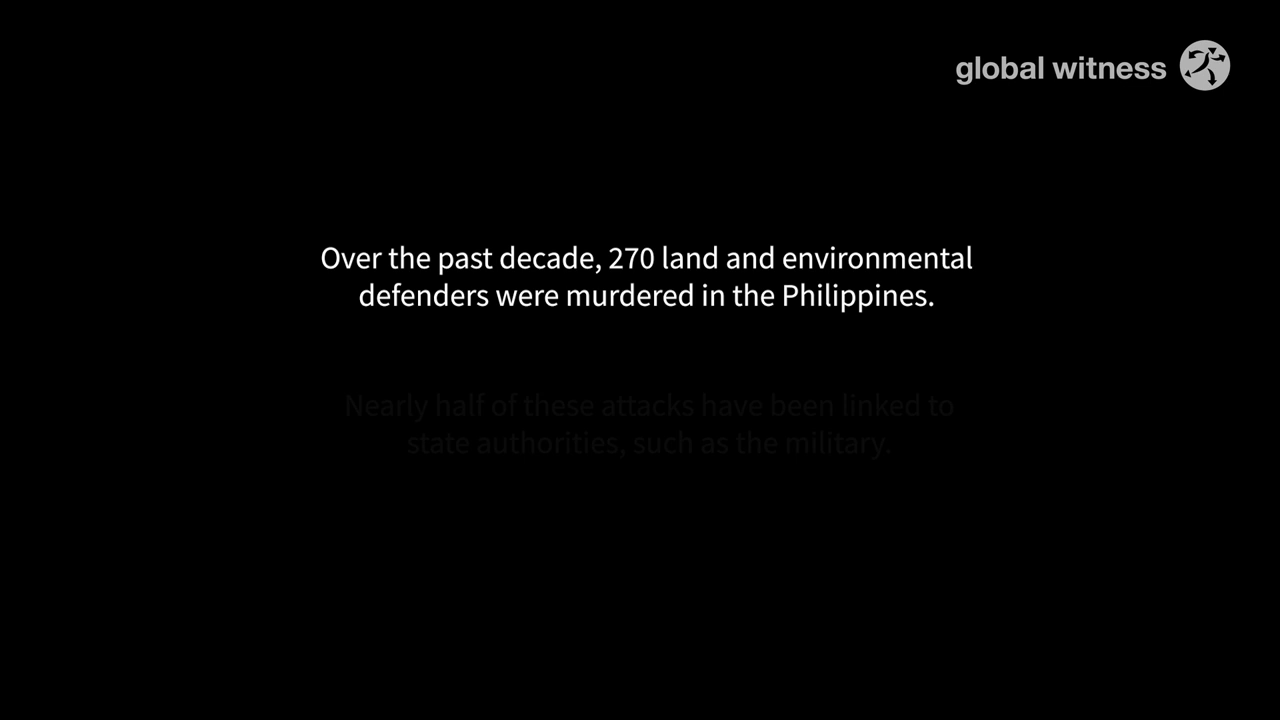 global witness
Over the past decade, 270 land and environmental
defenders were murdered in the Philippines.
Nearly half of these attacks have been linked to
state authorities, such as the military.